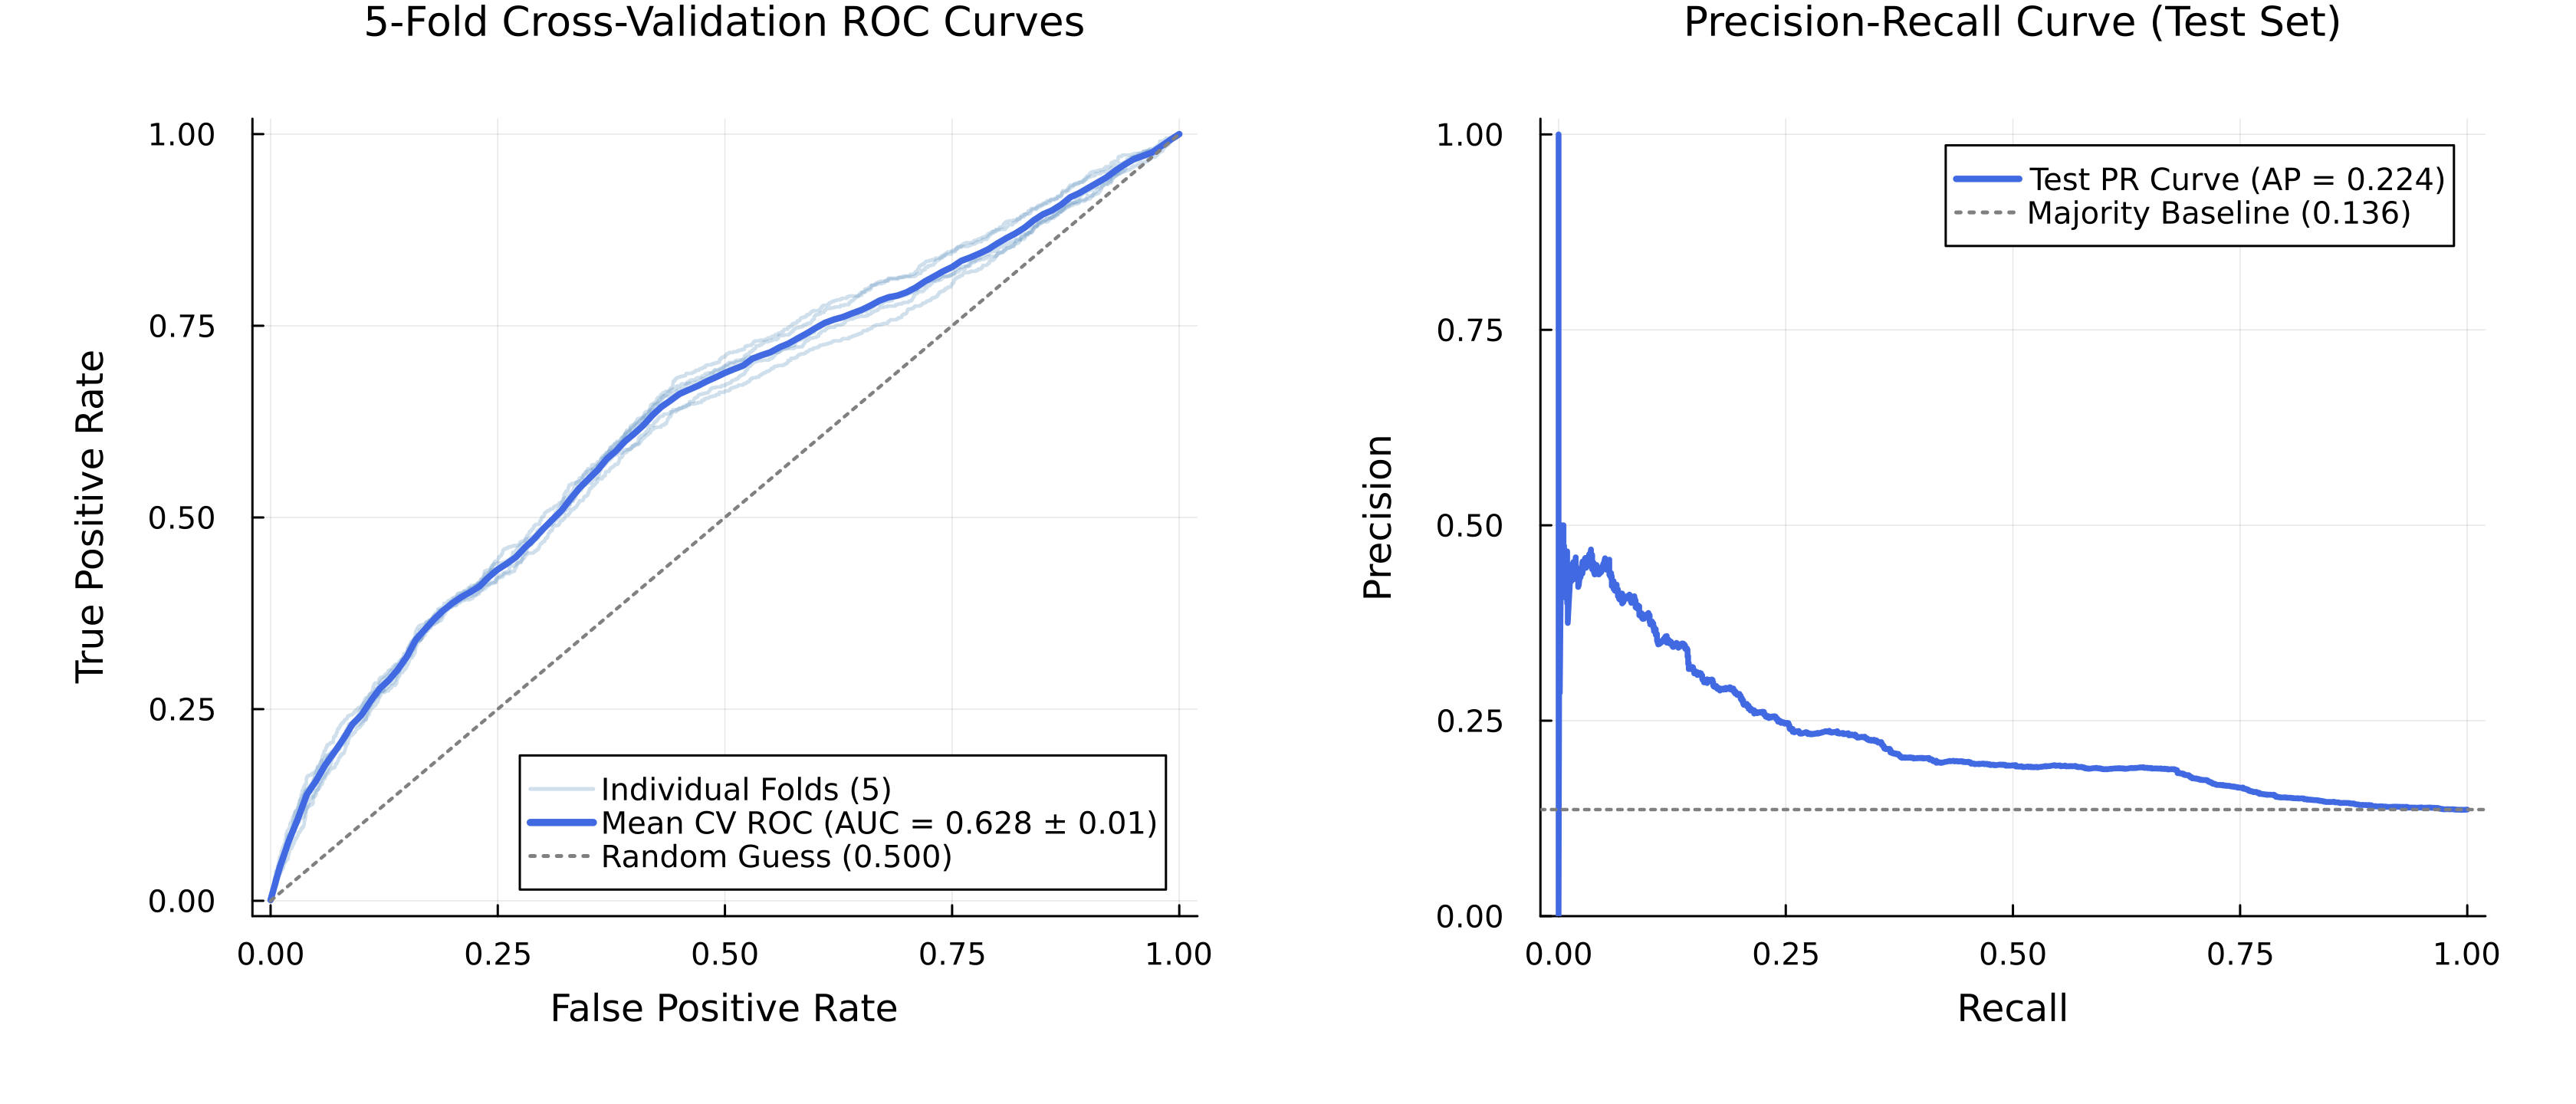 5-Fold Cross-Validation ROC Curves
True Positive Rate
1.00
0.75
0.50
0.25
0.00
Individual Folds (5)
Mean CV ROC (AUC = 0.628 ± 0.01)
Random Guess (0.500)
0.00 0.25 0.50 0.75 1.00
False Positive Rate
Precision-Recall Curve (Test Set)
Precision
1.00
0.75
0.50
0.25
0.00
Test PR Curve (AP = 0.224)
Majority Baseline (0.136)
0.00 0.25 0.50 0.75 1.00
Recall